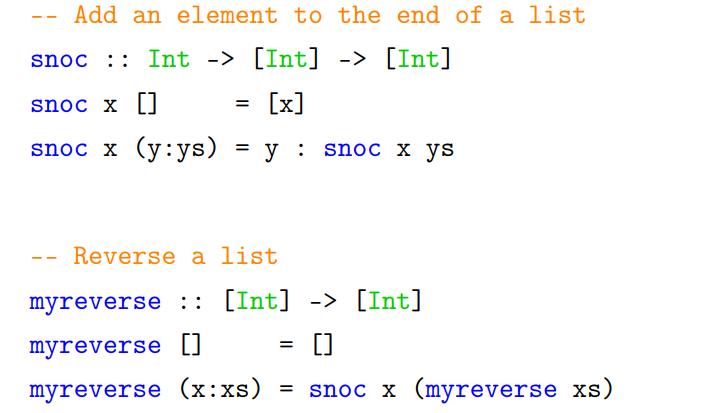 -- Add an element to the end of a list
snoc :: Int -> [Int] -> [Int]
snoc x []     = [x]
snoc x (y:ys) = y : snoc x ys
-- Reverse a list
myreverse :: [Int] -> [Int]
myreverse []     = []
myreverse (x:xs) = snoc x (myreverse xs)